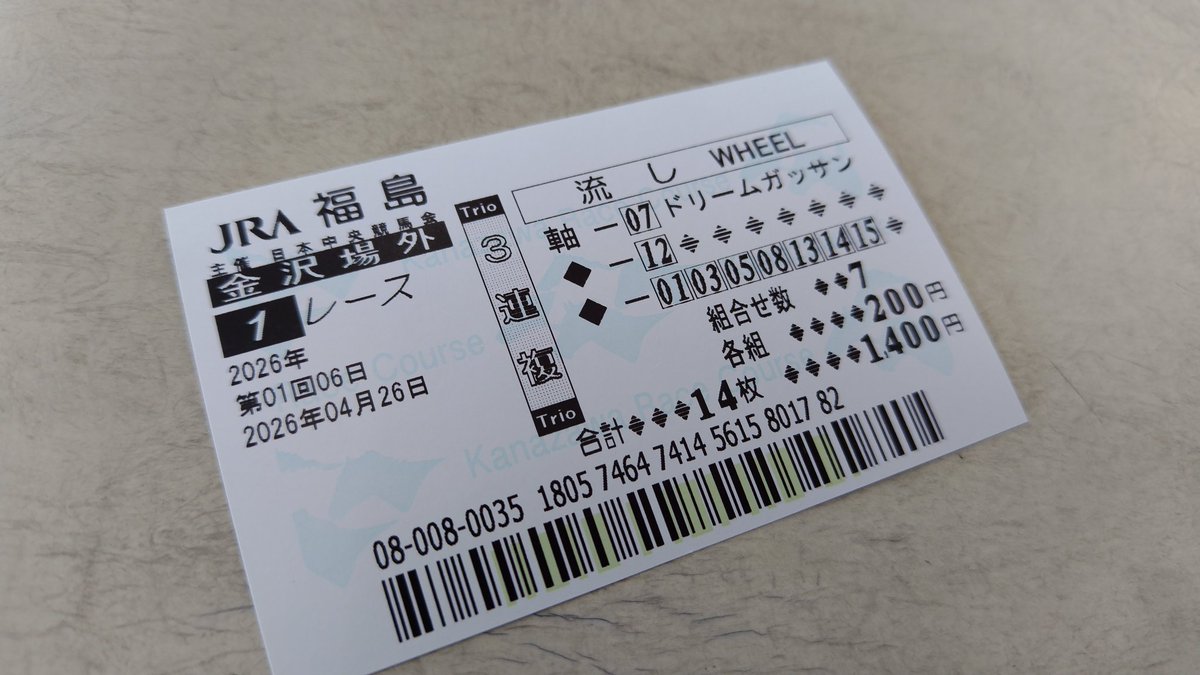 JRA 福島
主催 日本中央競馬会
金沢場外
1レース
2026年
第01回06日
2026年04月26日
Trio
3連複
Trio
流し WHEEL
軸 ー 07 ドリームガッサン
◆ ー 12
◆ ー 01 03 05 08 13 14 15
組合せ数 7
各組 200円
合計 14枚 1,400円
08-008-0035 1805 7464 7414 5615 8017 82